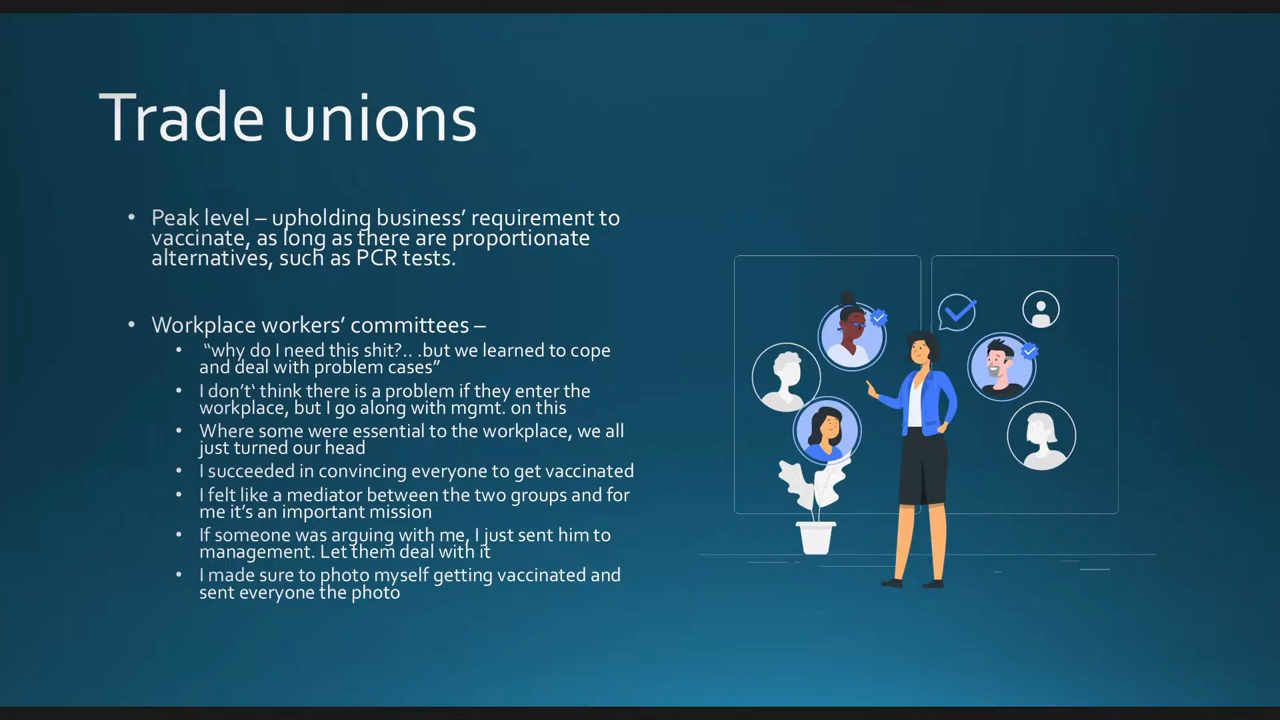 Trade unions
• Peak level – upholding business’ requirement to
vaccinate, as long as there are proportionate
alternatives, such as PCR tests.
• Workplace workers’ committees –
• “why do I need this shit?.. .but we learned to cope
and deal with problem cases”
• I don’t‘ think there is a problem if they enter the
workplace, but I go along with mgmt. on this
• Where some were essential to the workplace, we all
just turned our head
• I succeeded in convincing everyone to get vaccinated
• I felt like a mediator between the two groups and for
me it’s an important mission
• If someone was arguing with me, I just sent him to
management. Let them deal with it
• I made sure to photo myself getting vaccinated and
sent everyone the photo